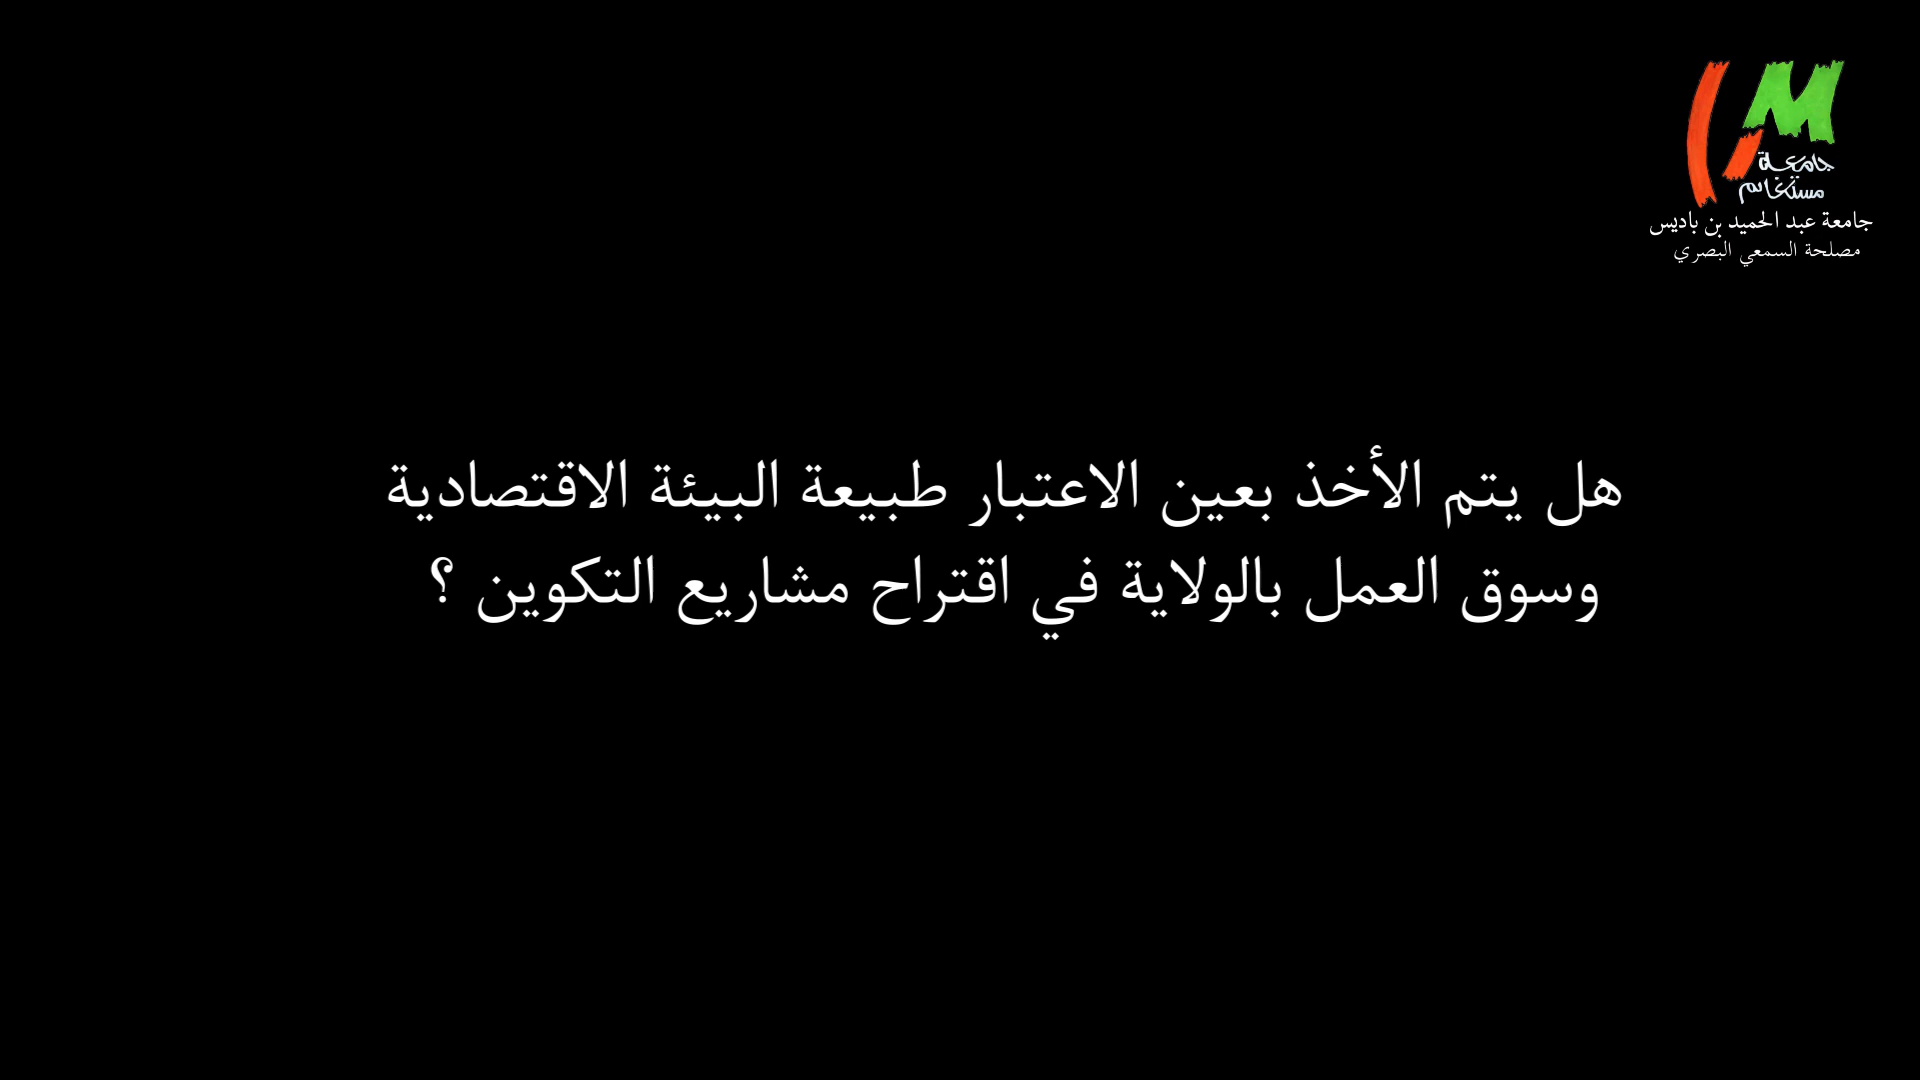 جامعة
مستغانم
جامعة عبد الحميد بن باديس
مصلحة السمعي البصري
هل يتم الأخذ بعين الاعتبار طبيعة البيئة الاقتصادية
وسوق العمل بالولاية في اقتراح مشاريع التكوين ؟